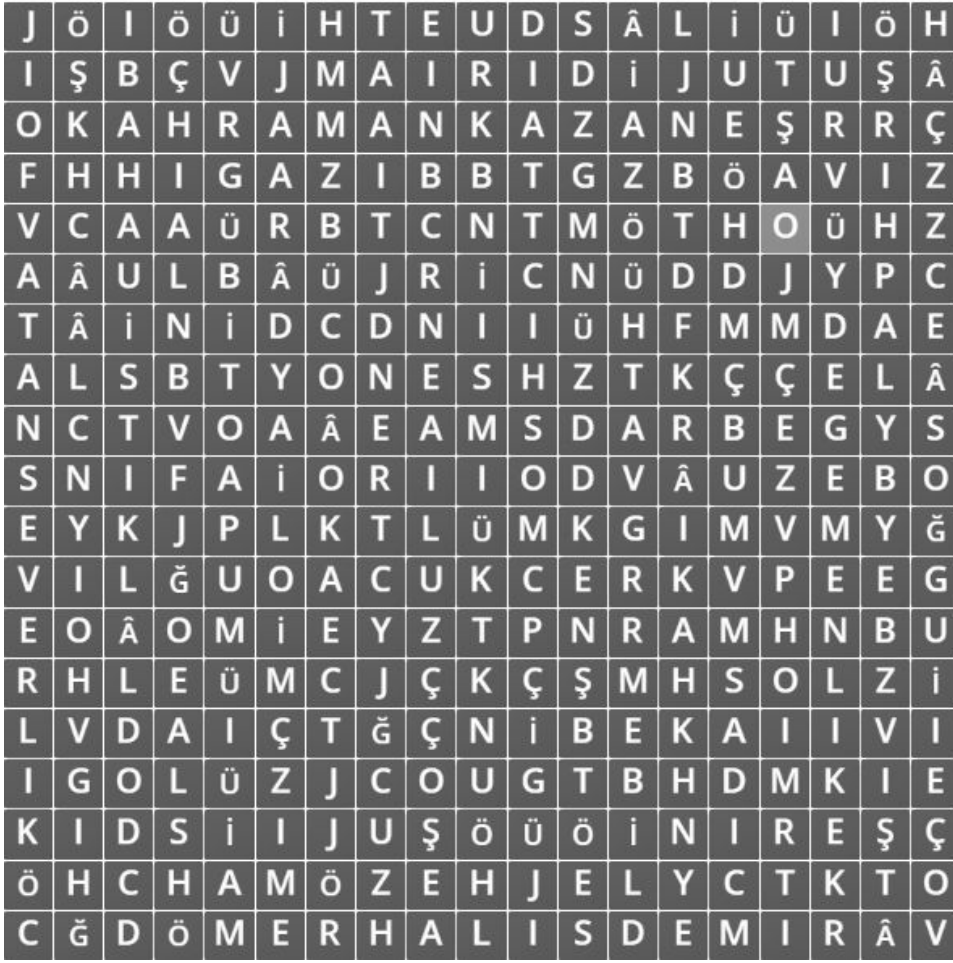 J Ö I Ö Ü İ H T E U D S Â L İ Ü I Ö H
I Ş B Ç V J M A I R I D İ J U T U Ş Â
O K A H R A M A N K A Z A N E Ş R R Ç
F H H I G A Z I B B T G Z B Ö A V I Z
V C A A Ü R B T C N T M Ö T H O Ü H Z
A Â U L B Â Ü J R İ C N Ü D D J Y P C
T Â İ N İ D C D N I I Ü H F M M D A E
A L S B T Y O N E S H Z T K Ç Ç E L Â
N C T V O A Â E A M S D A R B E G Y S
S N I F A İ O R I I O D V Â U Z E B O
E Y K J P L K T L Ü M K G I M V M Y Ğ
V I L Ğ U O A C U K C E R K V P E E G
E O Â O M İ E Y Z T P N R A M H N B U
R H L E Ü M C J Ç K Ç Ş M H S O L Z İ
L V D A I Ç T Ğ Ç N İ B E K A I I V I
I G O L Ü Z J C O U G T B H D M K I E
K I D S İ I J U Ş Ö Ü Ö İ N I R E Ş Ç
Ö H C H A M Ö Z E H J E L Y C T K T O
C Ğ D Ö M E R H A L I S D E M I R Â V